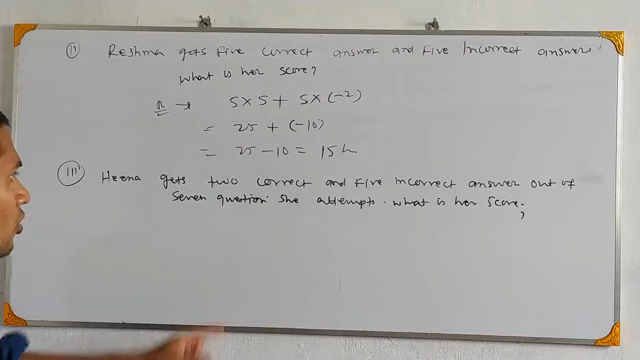 ii) Reshma gets Five correct answer and Five Incorrect answer.
what is her score?
→ 5 x 5 + 5 x (-2)
= 25 + (-10)
= 25 - 10 = 15
iii) Heena gets two correct and Five incorrect answer out of
Seven question she attempts. what is her score?